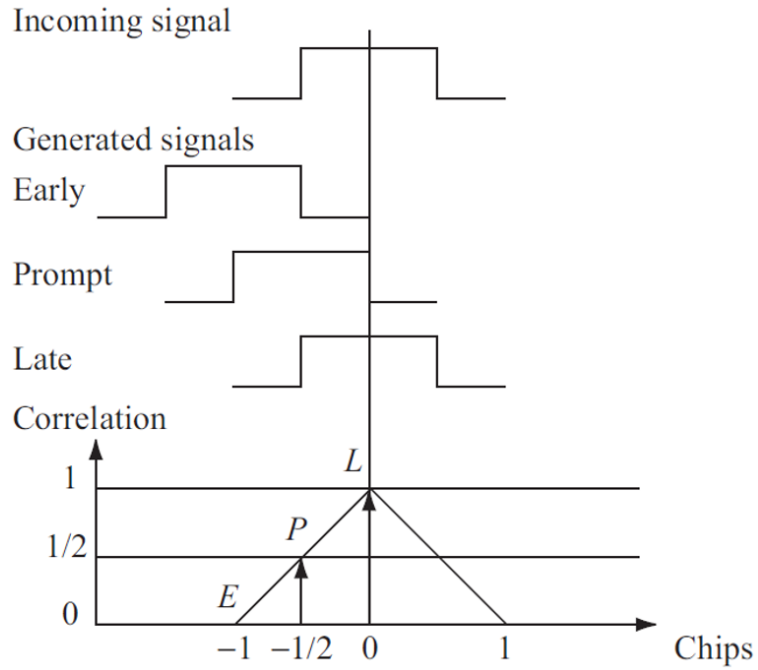 Incoming signal
Generated signals
Early
Prompt
Late
Correlation
L
1
P
1/2
E
0
−1 −1/2 0 1 Chips